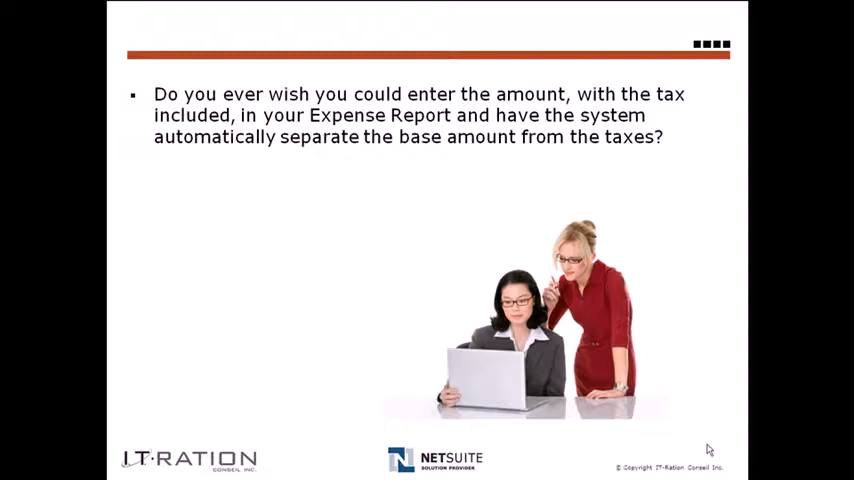 ▪ Do you ever wish you could enter the amount, with the tax
included, in your Expense Report and have the system
automatically separate the base amount from the taxes?
IT-RATION
CONSEIL INC.
N NETSUITE
SOLUTION PROVIDER
© Copyright IT-Ration Conseil Inc.